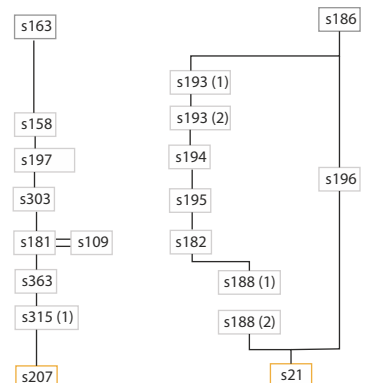 s163
s158
s197
s303
s181
s109
s363
s315 (1)
s207
s186
s193 (1)
s193 (2)
s194
s195
s182
s188 (1)
s188 (2)
s196
s21